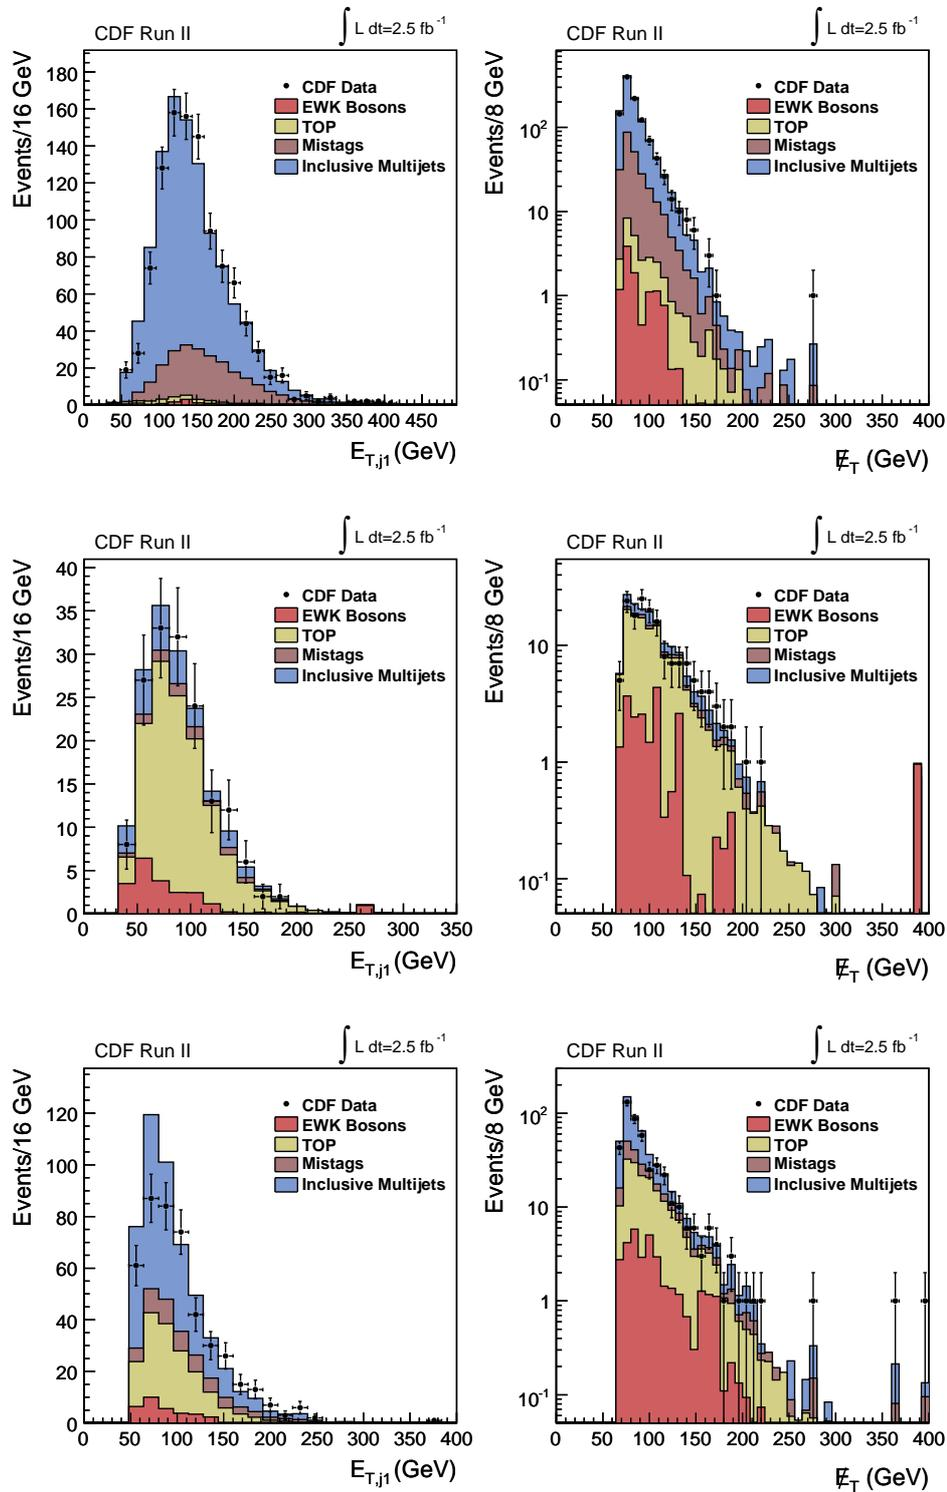 CDF Run II
∫ L dt=2.5 fb⁻¹
Events/16 GeV
180
160
140
120
100
80
60
40
20
0
CDF Data
EWK Bosons
TOP
Mistags
Inclusive Multijets
0 50 100 150 200 250 300 350 400 450
E_T,j1 (GeV)
CDF Run II
∫ L dt=2.5 fb⁻¹
Events/8 GeV
10²
10
1
10⁻¹
CDF Data
EWK Bosons
TOP
Mistags
Inclusive Multijets
0 50 100 150 200 250 300 350 400
E̸_T (GeV)
CDF Run II
∫ L dt=2.5 fb⁻¹
Events/16 GeV
40
35
30
25
20
15
10
5
0
CDF Data
EWK Bosons
TOP
Mistags
Inclusive Multijets
0 50 100 150 200 250 300 350
E_T,j1 (GeV)
CDF Run II
∫ L dt=2.5 fb⁻¹
Events/8 GeV
10
1
10⁻¹
CDF Data
EWK Bosons
TOP
Mistags
Inclusive Multijets
0 50 100 150 200 250 300 350 400
E̸_T (GeV)
CDF Run II
∫ L dt=2.5 fb⁻¹
Events/16 GeV
120
100
80
60
40
20
0
CDF Data
EWK Bosons
TOP
Mistags
Inclusive Multijets
0 50 100 150 200 250 300 350 400
E_T,j1 (GeV)
CDF Run II
∫ L dt=2.5 fb⁻¹
Events/8 GeV
10²
10
1
10⁻¹
CDF Data
EWK Bosons
TOP
Mistags
Inclusive Multijets
0 50 100 150 200 250 300 350 400
E̸_T (GeV)